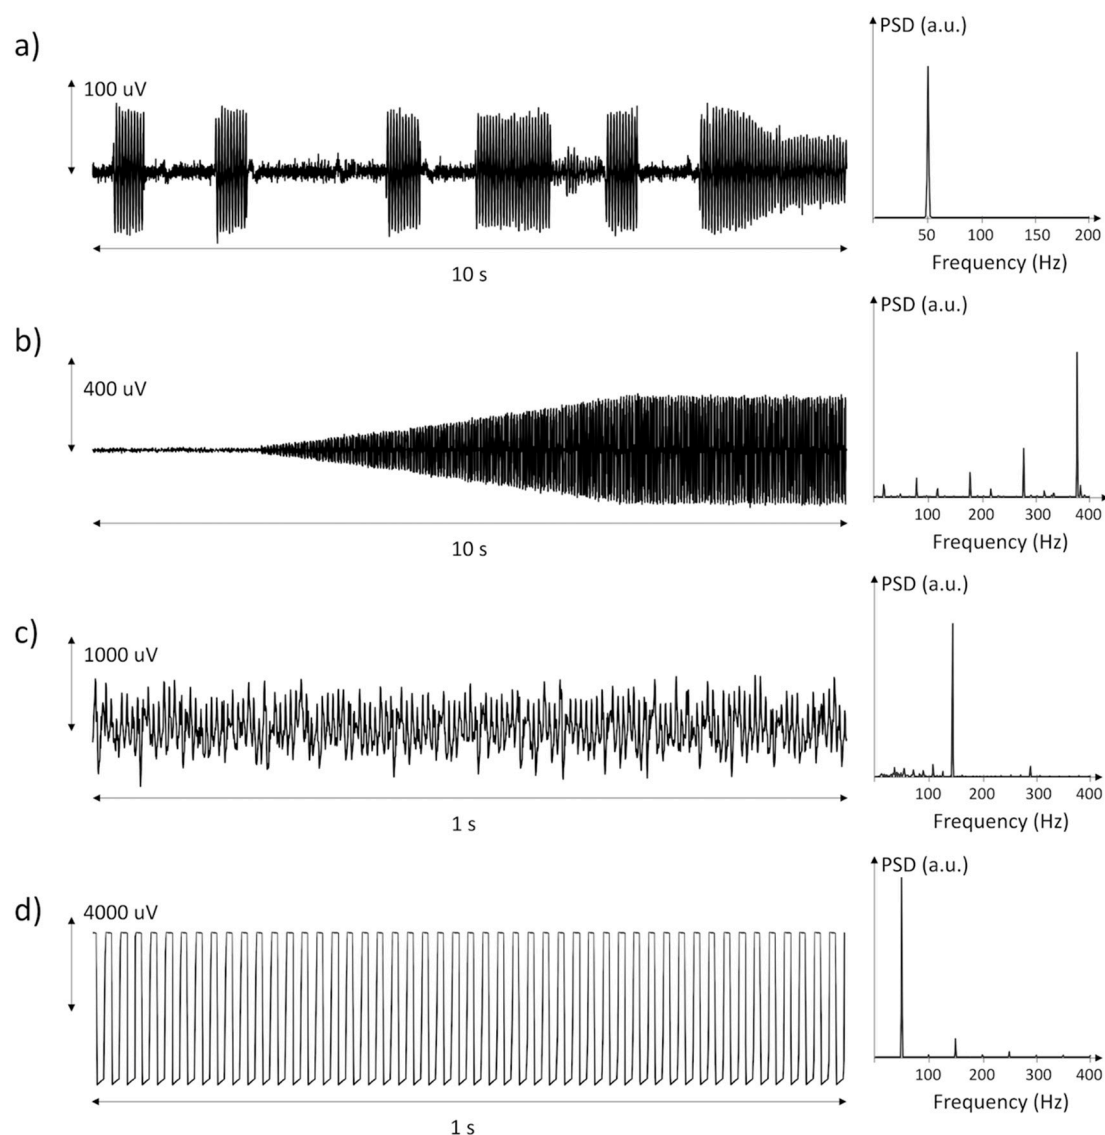 a)
100 uV
10 s
PSD (a.u.)
50 100 150 200
Frequency (Hz)
b)
400 uV
10 s
PSD (a.u.)
100 200 300 400
Frequency (Hz)
c)
1000 uV
1 s
PSD (a.u.)
100 200 300 400
Frequency (Hz)
d)
4000 uV
1 s
PSD (a.u.)
100 200 300 400
Frequency (Hz)